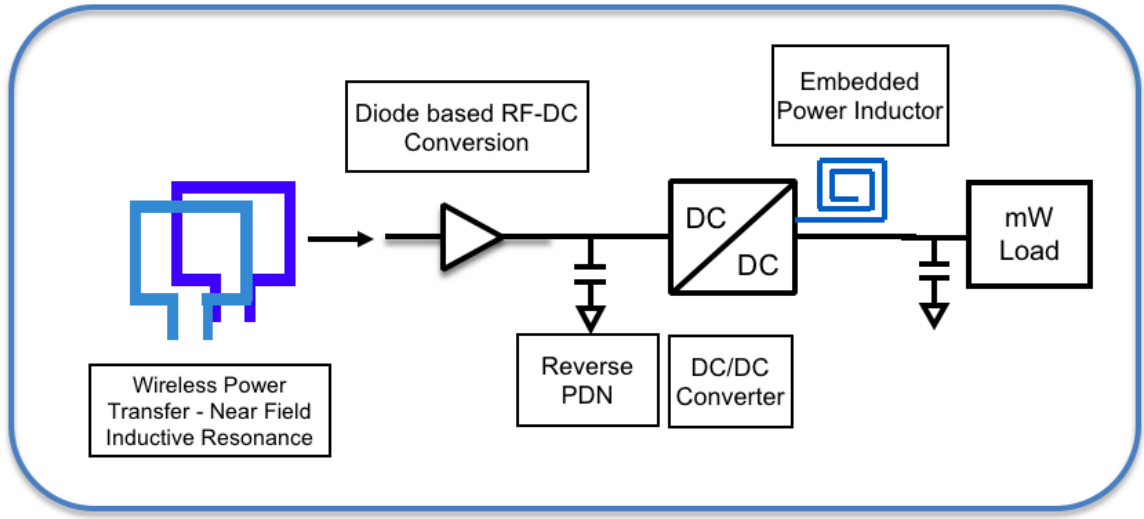 Embedded
Power Inductor
Diode based RF-DC
Conversion
DC
DC
mW
Load
Reverse
PDN
DC/DC
Converter
Wireless Power
Transfer - Near Field
Inductive Resonance